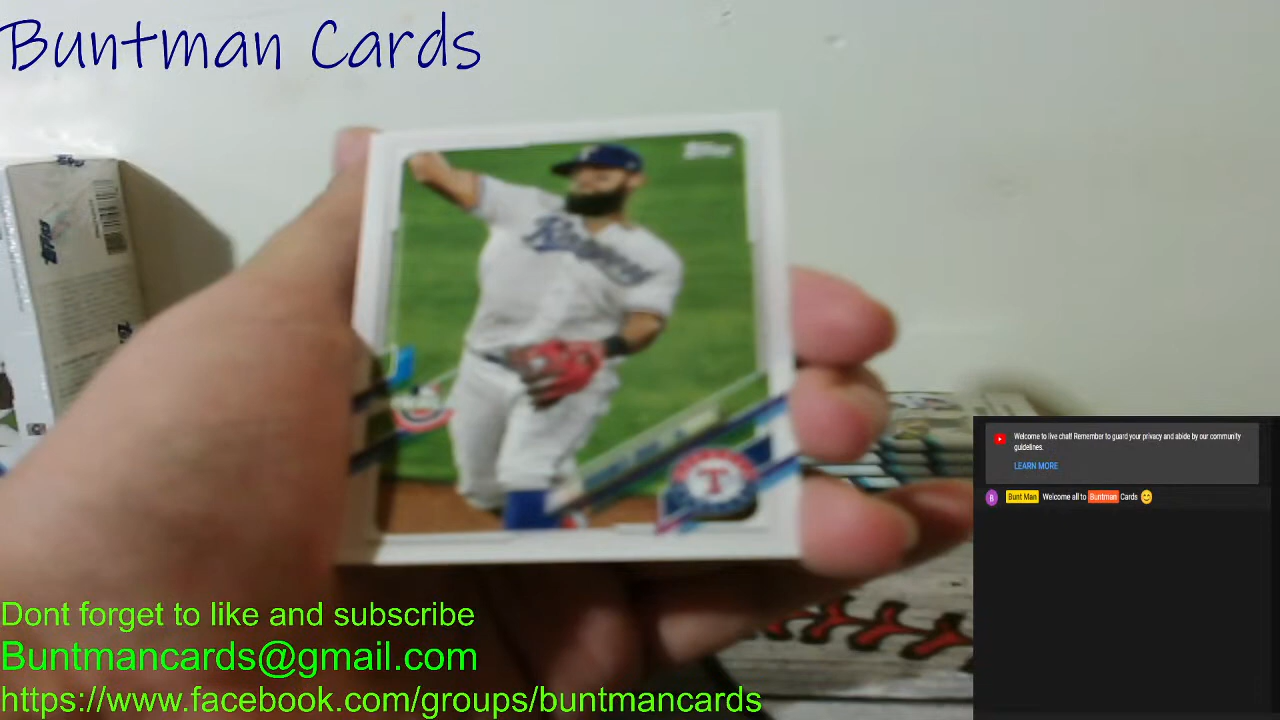 Buntman Cards
Topps
Rangers
T
Welcome to live chat! Remember to guard your privacy and abide by our community
guidelines.
LEARN MORE
B Bunt Man Welcome all to Buntman Cards
Dont forget to like and subscribe
Buntmancards@gmail.com
https://www.facebook.com/groups/buntmancards